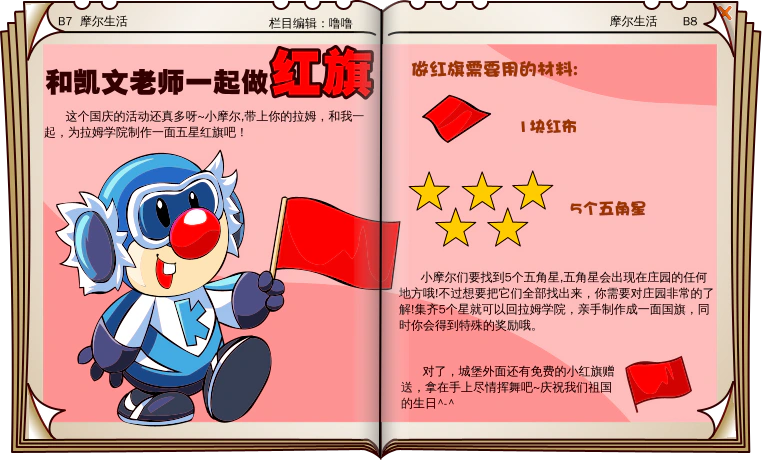 B7 摩尔生活
栏目编辑：噜噜
和凯文老师一起做红旗
这个国庆的活动还真多呀~小摩尔,带上你的拉姆，和我一
起，为拉姆学院制作一面五星红旗吧！
K
摩尔生活 B8
做红旗需要用的材料:
1块红布
5个五角星
小摩尔们要找到5个五角星,五角星会出现在庄园的任何
地方哦!不过想要把它们全部找出来，你需要对庄园非常的了
解!集齐5个星就可以回拉姆学院，亲手制作成一面国旗，同
时你会得到特殊的奖励哦。
对了，城堡外面还有免费的小红旗赠
送，拿在手上尽情挥舞吧~庆祝我们祖国
的生日^-^